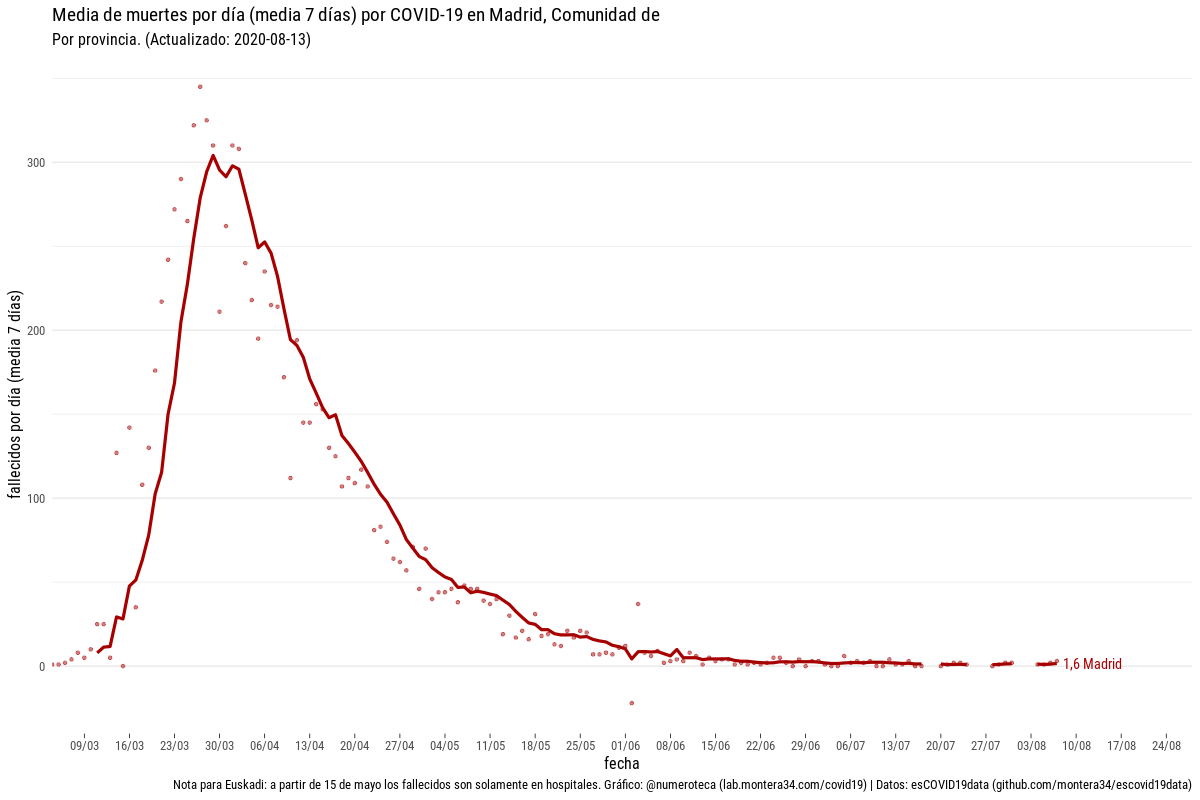 Media de muertes por día (media 7 días) por COVID-19 en Madrid, Comunidad de
Por provincia. (Actualizado: 2020-08-13)
fallecidos por día (media 7 días)
300
200
100
0
1,6 Madrid
09/03 16/03 23/03 30/03 06/04 13/04 20/04 27/04 04/05 11/05 18/05 25/05 01/06 08/06 15/06 22/06 29/06 06/07 13/07 20/07 27/07 03/08 10/08 17/08 24/08
fecha
Nota para Euskadi: a partir de 15 de mayo los fallecidos son solamente en hospitales. Gráfico: @numeroteca (lab.montera34.com/covid19) | Datos: esCOVID19data (github.com/montera34/escovid19data)